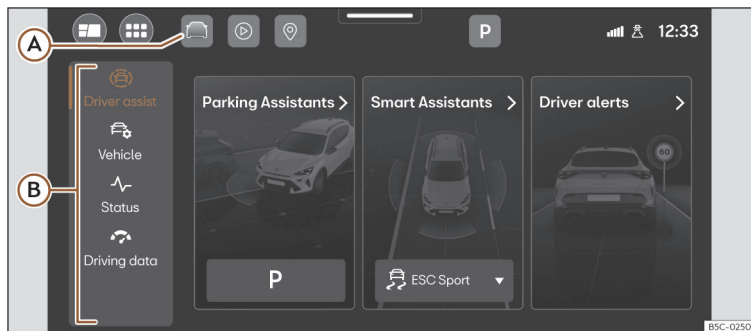 A
P
12:33
B
Driver assist
Vehicle
Status
Driving data
Parking Assistants
P
Smart Assistants
ESC Sport
Driver alerts
60
B5C-0250